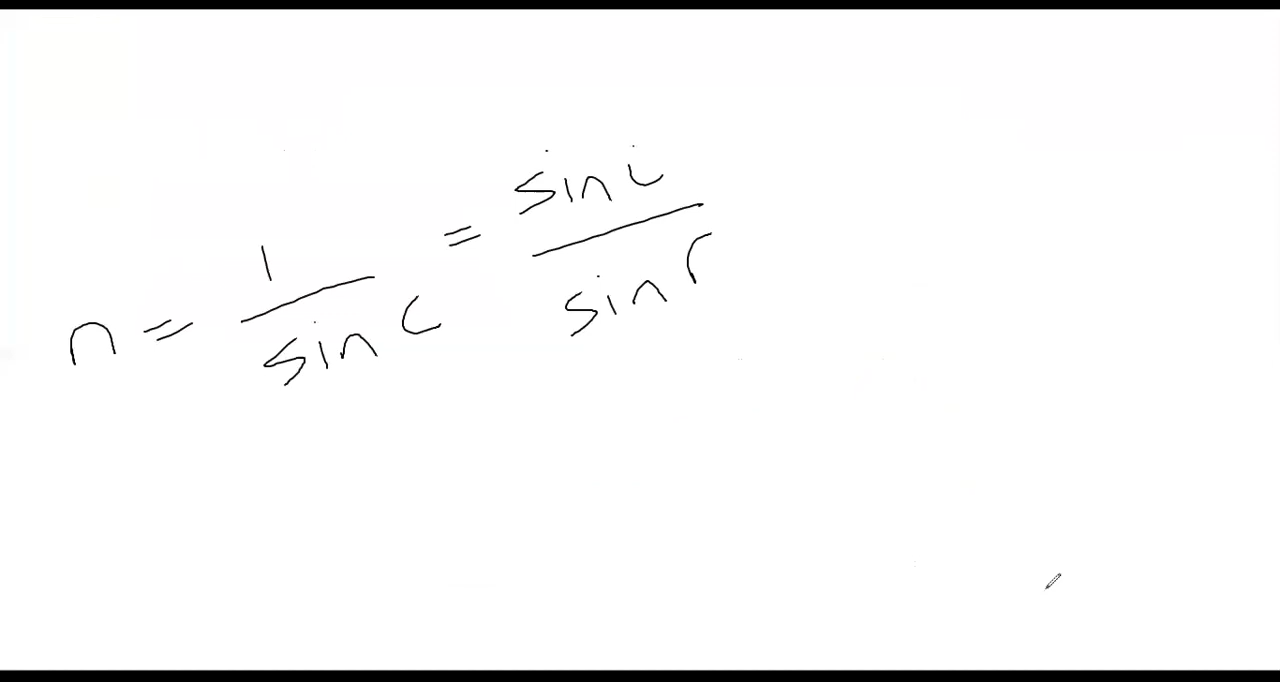 n = 1/sin c = sin i/sin r